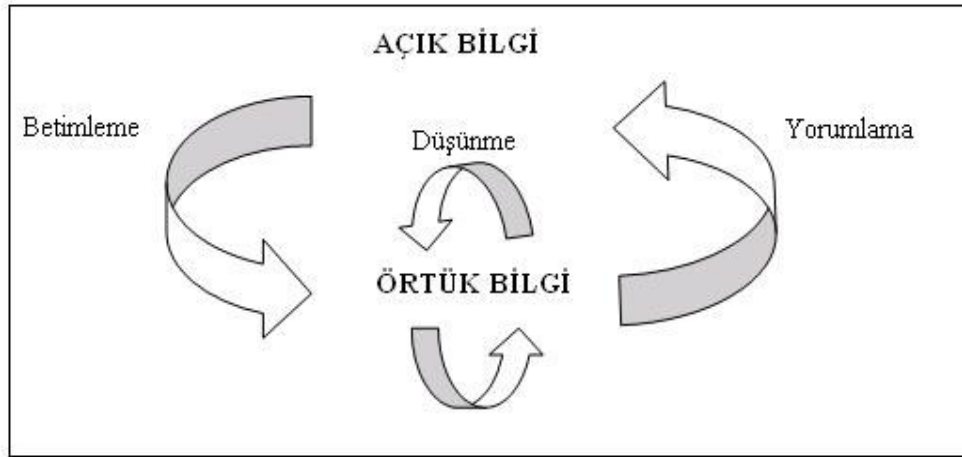 AÇIK BİLGİ
Betimleme
Düşünme
Yorumlama
ÖRTÜK BİLGİ